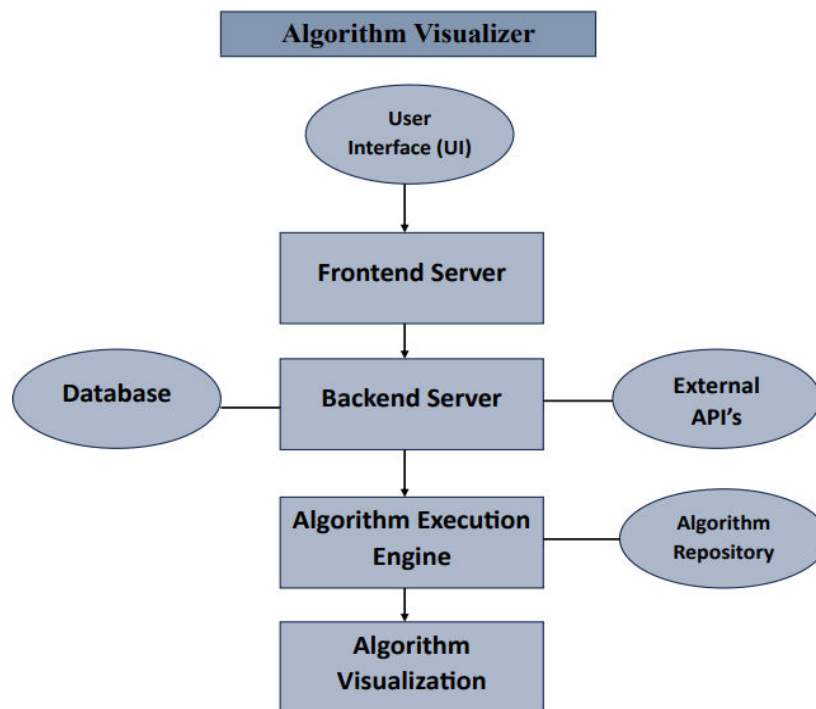 Algorithm Visualizer
User
Interface (UI)
Frontend Server
Database
Backend Server
External
API’s
Algorithm Execution
Engine
Algorithm
Repository
Algorithm
Visualization